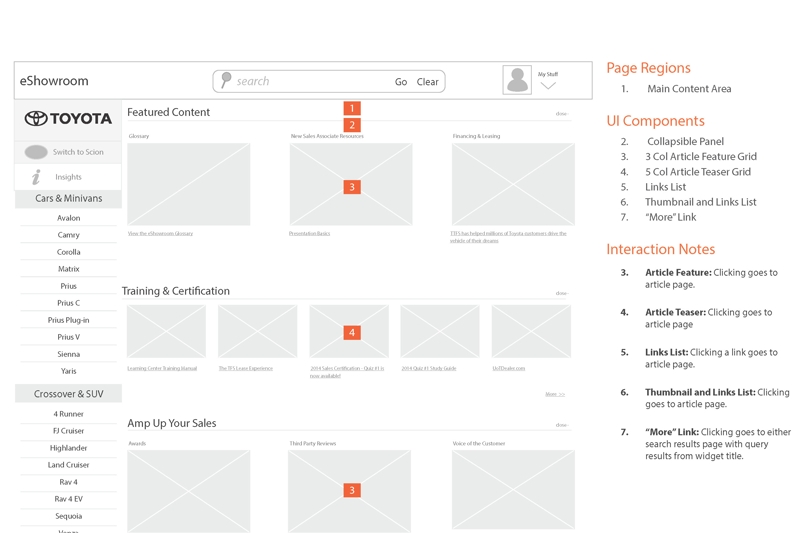 eShowroom
search
Go Clear
My Stuff
TOYOTA
Switch to Scion
Insights
Cars & Minivans
Avalon
Camry
Corolla
Matrix
Prius
Prius C
Prius Plug-in
Prius V
Sienna
Yaris
Crossover & SUV
4 Runner
FJ Cruiser
Highlander
Land Cruiser
Rav 4
Rav 4 EV
Sequoia
Venza
Featured Content
1
2
Glossary
New Sales Associate Resources
Financing & Leasing
3
View the eShowroom Glossary
Presentation Basics
TFS has helped millions of Toyota customers drive the
vehicle of their dreams
Training & Certification
4
Learning Center Training Manual
The TFS Lease Experience
2014 Sales Certification - Quiz #1 is
now available!
2014 Quiz #1 Study Guide
UofTDealer.com
More >>
Amp Up Your Sales
Awards
Third Party Reviews
Voice of the Customer
3
Page Regions
1. Main Content Area
UI Components
2. Collapsible Panel
3. 3 Col Article Feature Grid
4. 5 Col Article Teaser Grid
5. Links List
6. Thumbnail and Links List
7. “More” Link
Interaction Notes
3. Article Feature: Clicking goes to
article page.
4. Article Teaser: Clicking goes to
article page
5. Links List: Clicking a link goes to
article page.
6. Thumbnail and Links List: Clicking
goes to article page.
7. “More” Link: Clicking goes to either
search results page with query
results from widget title.